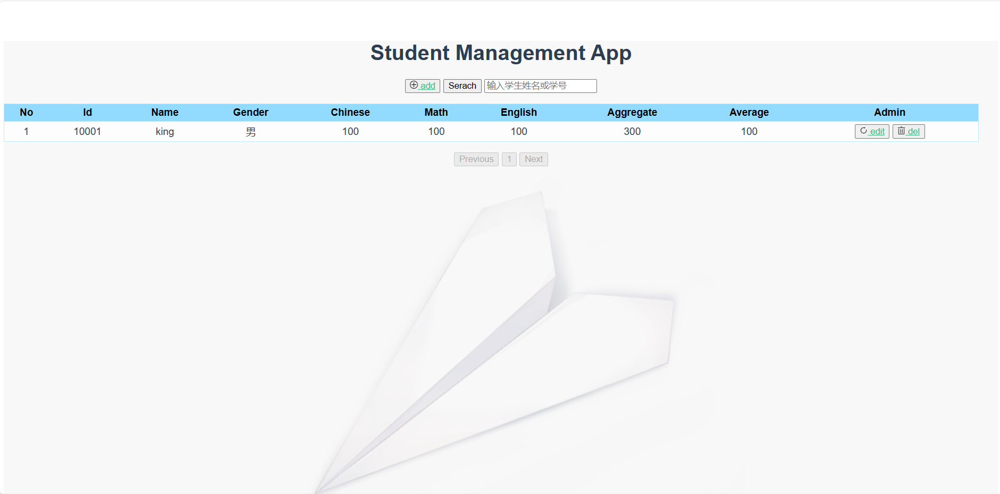 Student Management App
add Serach 输入学生姓名或学号
No Id Name Gender Chinese Math English Aggregate Average Admin
1 10001 king 男 100 100 100 300 100 edit del
Previous 1 Next